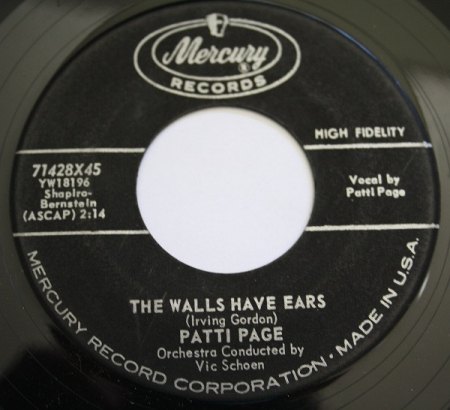 Mercury
RECORDS
HIGH FIDELITY
71428X45
YW18196
Shapiro-
Bernstein
(ASCAP) 2:14
Vocal by
Patti Page
THE WALLS HAVE EARS
(Irving Gordon)
PATTI PAGE
Orchestra Conducted by
Vic Schoen
MERCURY RECORD CORPORATION • MADE IN U.S.A.